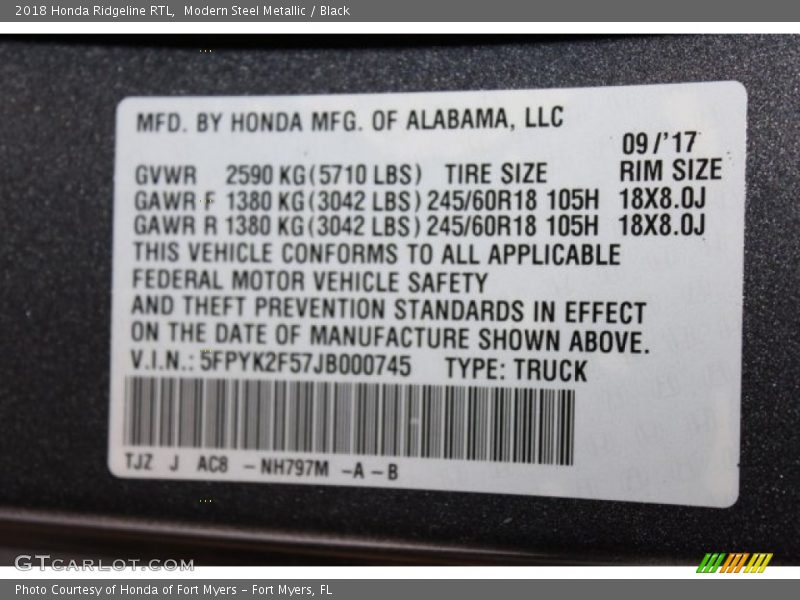 2018 Honda Ridgeline RTL,  Modern Steel Metallic / Black
MFD. BY HONDA MFG. OF ALABAMA, LLC
09/'17
GVWR 2590 KG(5710 LBS) TIRE SIZE RIM SIZE
GAWR F 1380 KG(3042 LBS) 245/60R18 105H 18X8.0J
GAWR R 1380 KG(3042 LBS) 245/60R18 105H 18X8.0J
THIS VEHICLE CONFORMS TO ALL APPLICABLE
FEDERAL MOTOR VEHICLE SAFETY
AND THEFT PREVENTION STANDARDS IN EFFECT
ON THE DATE OF MANUFACTURE SHOWN ABOVE.
V.I.N.: 5FPYK2F57JB000745 TYPE: TRUCK
TJZ J AC8 -NH797M -A -B
GTCARLOT.COM
Photo Courtesy of Honda of Fort Myers - Fort Myers, FL